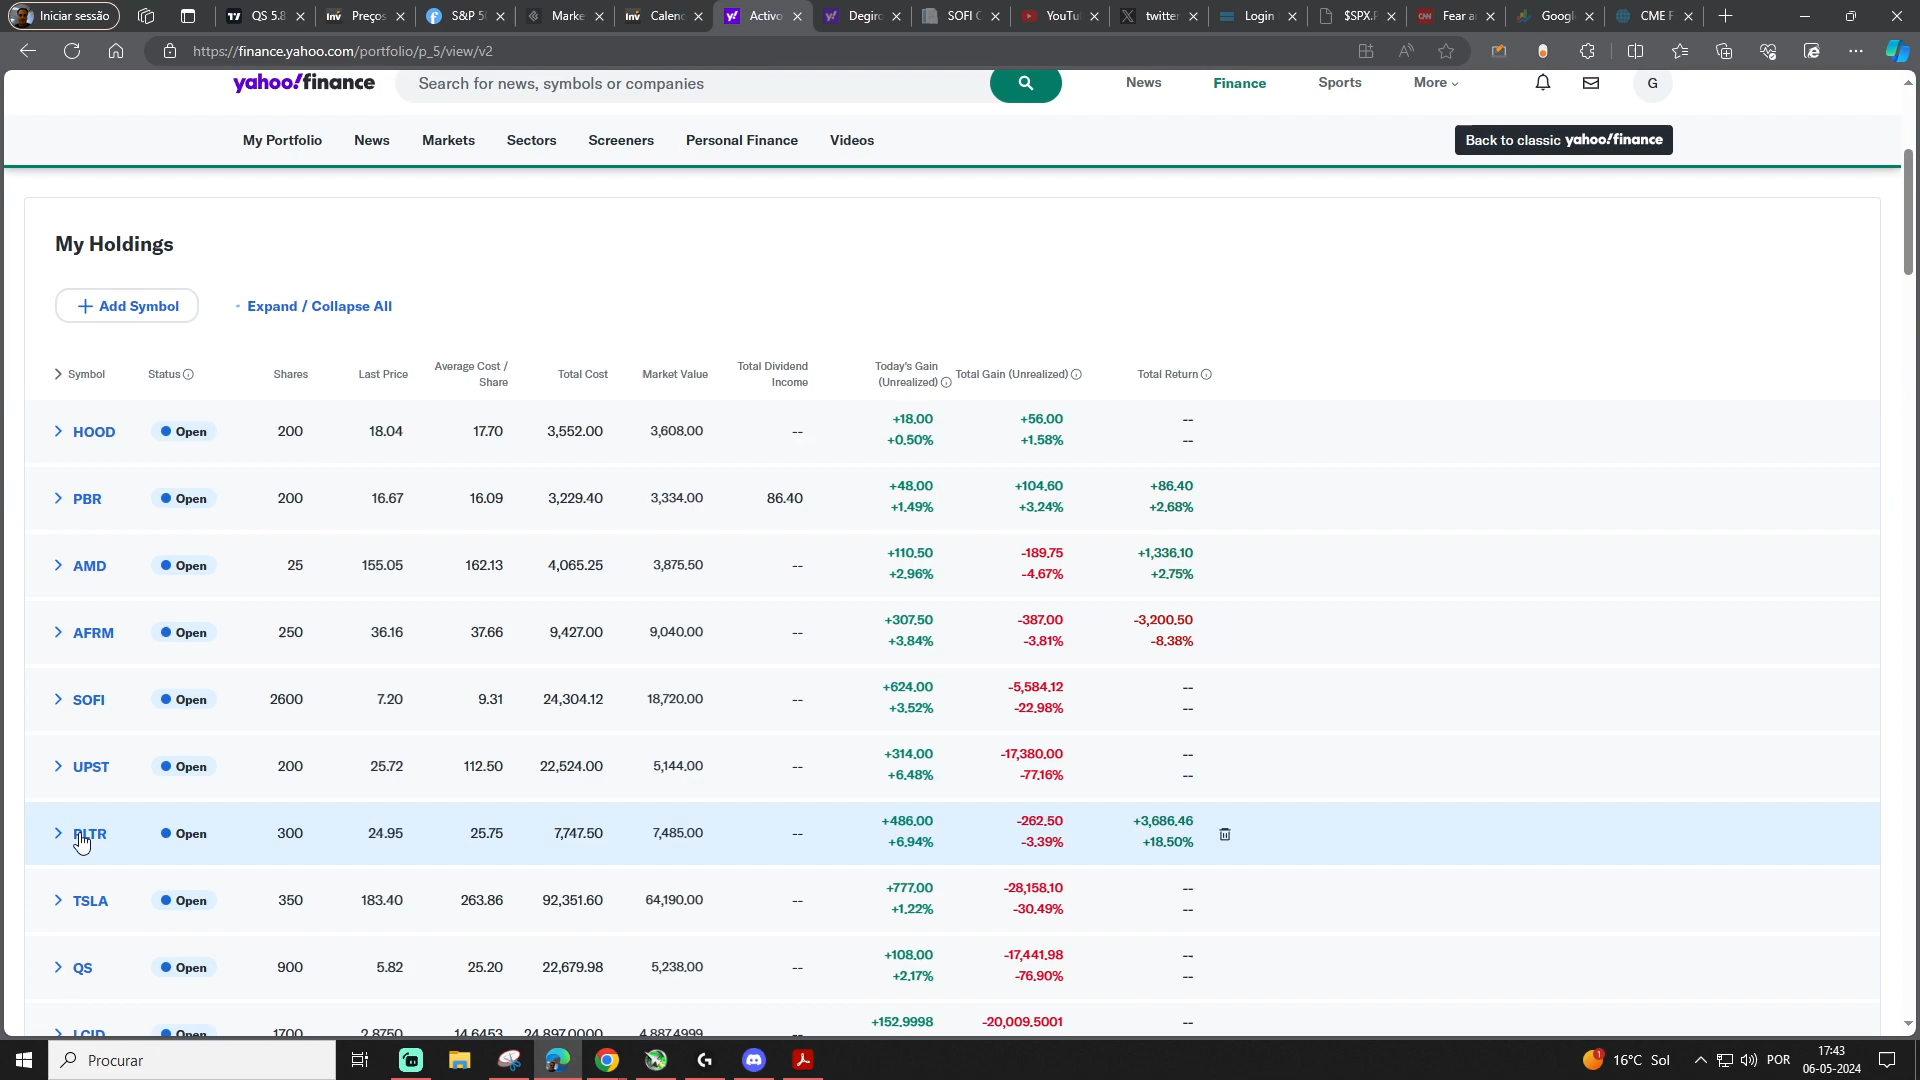 Iniciar sessão
QS 5.8
Preços
S&P 5
Marke
Calenc
Activo
Degiro
SOFI C
YouTu
twitte
Login
$SPX.
Fear a
Googl
CME F
https://finance.yahoo.com/portfolio/p_5/view/v2
yahoo!finance
Search for news, symbols or companies
News
Finance
Sports
More
G
My Portfolio
News
Markets
Sectors
Screeners
Personal Finance
Videos
Back to classic yahoo!finance
My Holdings
+ Add Symbol
Expand / Collapse All
Symbol Status Shares Last Price Average Cost / Share Total Cost Market Value Total Dividend Income Today's Gain (Unrealized) Total Gain (Unrealized) Total Return
HOOD Open 200 18.04 17.70 3,552.00 3,608.00 -- +18.00 +56.00 --
+0.50% +1.58% --
PBR Open 200 16.67 16.09 3,229.40 3,334.00 86.40 +48.00 +104.60 +86.40
+1.49% +3.24% +2.68%
AMD Open 25 155.05 162.13 4,065.25 3,875.50 -- +110.50 -189.75 +1,336.10
+2.96% -4.67% +2.75%
AFRM Open 250 36.16 37.66 9,427.00 9,040.00 -- +307.50 -387.00 -3,200.50
+3.84% -3.81% -8.38%
SOFI Open 2600 7.20 9.31 24,304.12 18,720.00 -- +624.00 -5,584.12 --
+3.52% -22.98% --
UPST Open 200 25.72 112.50 22,524.00 5,144.00 -- +314.00 -17,380.00 --
+6.48% -77.16% --
PLTR Open 300 24.95 25.75 7,747.50 7,485.00 -- +486.00 -262.50 +3,686.46
+6.94% -3.39% +18.50%
TSLA Open 350 183.40 263.86 92,351.60 64,190.00 -- +777.00 -28,158.10 --
+1.22% -30.49% --
QS Open 900 5.82 25.20 22,679.98 5,238.00 -- +108.00 -17,441.98 --
+2.17% -76.90% --
LCID Open 1700 2.8750 14.6453 24,897.0000 4,887.4999 -- +152.9998 -20,009.5001 --
Procurar
1
16°C Sol
POR
17:43
06-05-2024